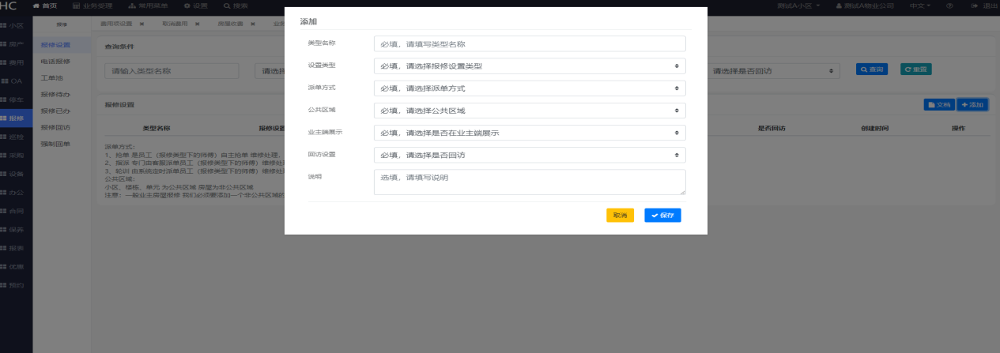 HC 首页 业务受理 常用菜单 设置 搜索 测试A小区 测试A物业公司 中文 退出
小区
房产
费用
OA
停车
报修
巡检
采购
设备
办公
合同
保养
报表
优惠
预约
报修
报修设置
电话报修
工单池
报修待办
报修已办
报修回访
强制回单
费用项设置 取消费用 房屋收费
查询条件
请输入类型名称 请选择是否回访 查询 重置
报修设置 文档 添加
类型名称 报修设置 是否回访 创建时间 操作
派单方式:
1、抢单 是员工（报修类型下的师傅）自主抢单 维修处理,
2、指派 专门由客服派单员工（报修类型下的师傅）维修处
3、轮训 由系统定时派单员工（报修类型下的师傅）维修处
公共区域:
小区、楼栋、单元 为公共区域 房屋为非公共区域
注意：一般业主房屋报修 我们必须要添加一个非公共区域的
添加
类型名称 必填，请填写类型名称
设置类型 必填，请选择报修设置类型
派单方式 必填，请选择派单方式
公共区域 必填，请选择公共区域
业主端展示 必填，请选择是否在业主端展示
回访设置 必填，请选择是否回访
说明 选填，请填写说明
取消 保存